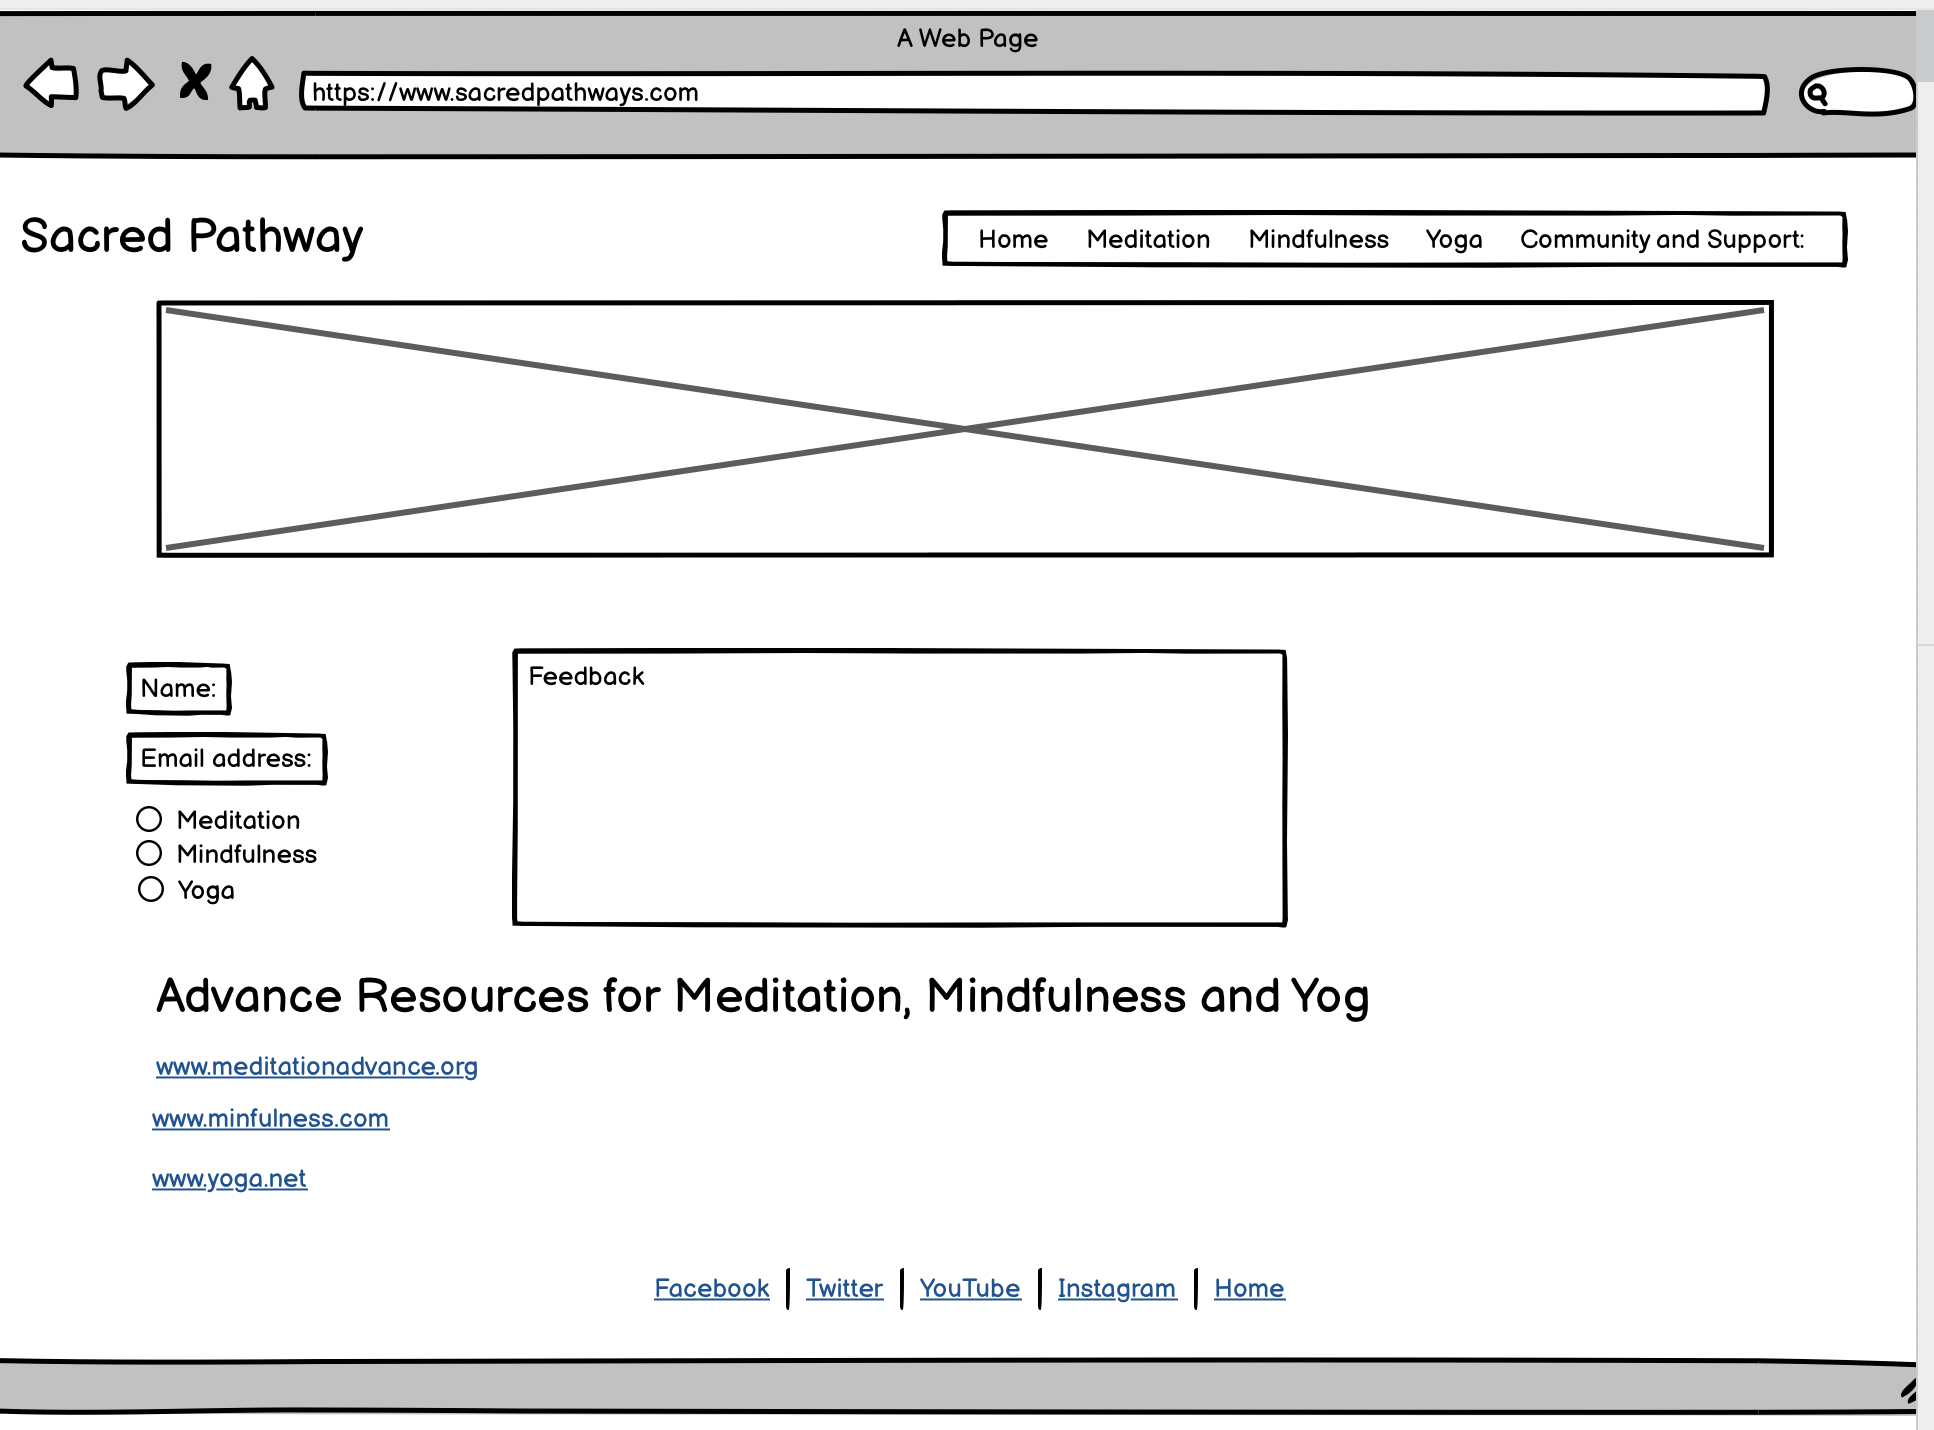 A Web Page
https://www.sacredpathways.com
Sacred Pathway
Home Meditation Mindfulness Yoga Community and Support:
Name:
Feedback
Email address:
Meditation
Mindfulness
Yoga
Advance Resources for Meditation, Mindfulness and Yog
www.meditationadvance.org
www.minfulness.com
www.yoga.net
Facebook | Twitter | YouTube | Instagram | Home